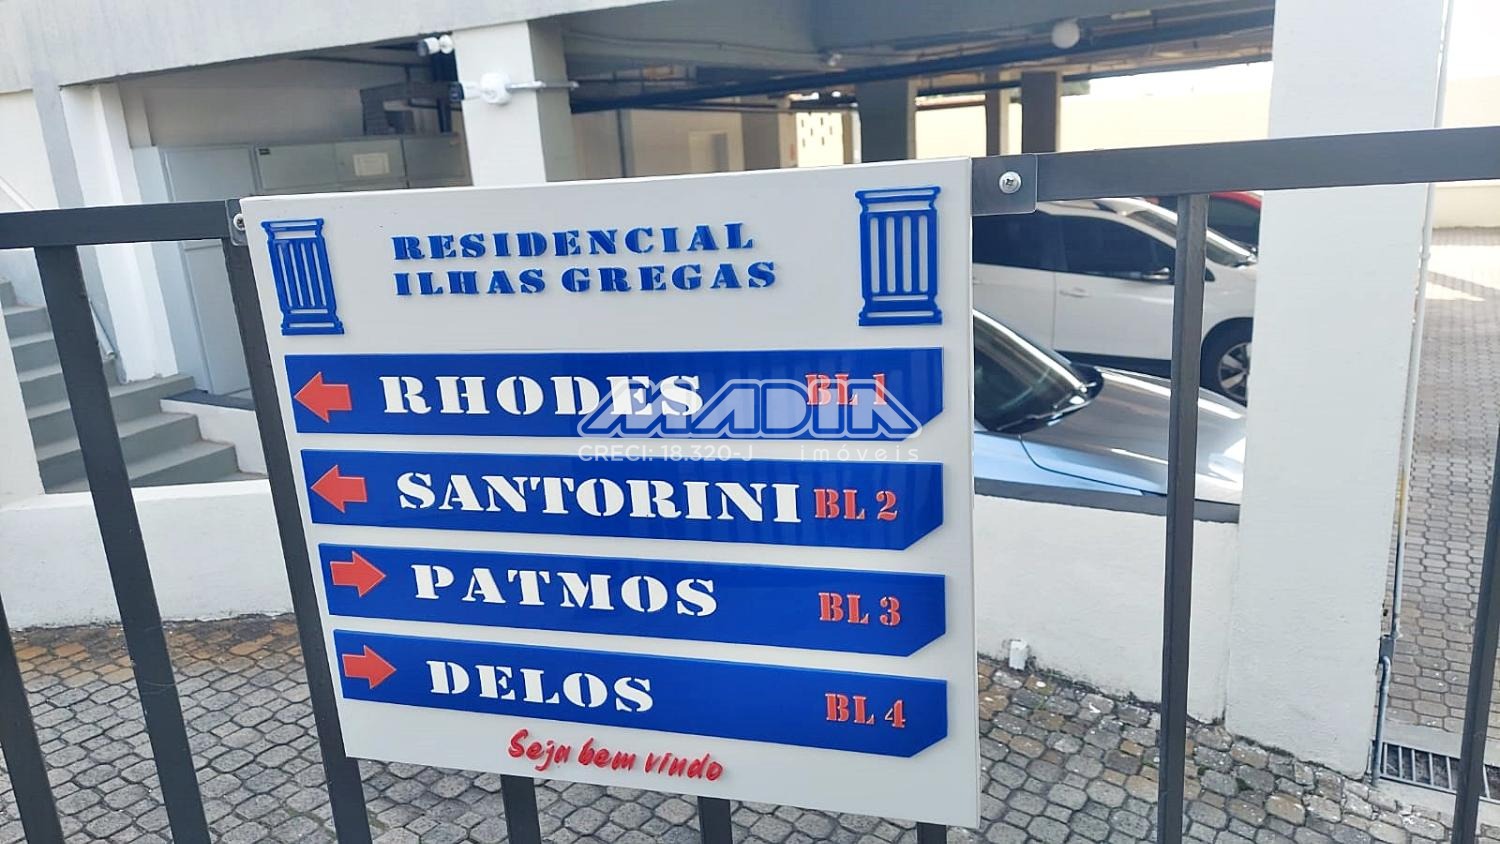 RESIDENCIAL
ILHAS GREGAS
RHODES BL 1
MADIA
CRECI: 18.320-J imóveis
SANTORINI BL 2
PATMOS BL 3
DELOS BL 4
Seja bem vindo